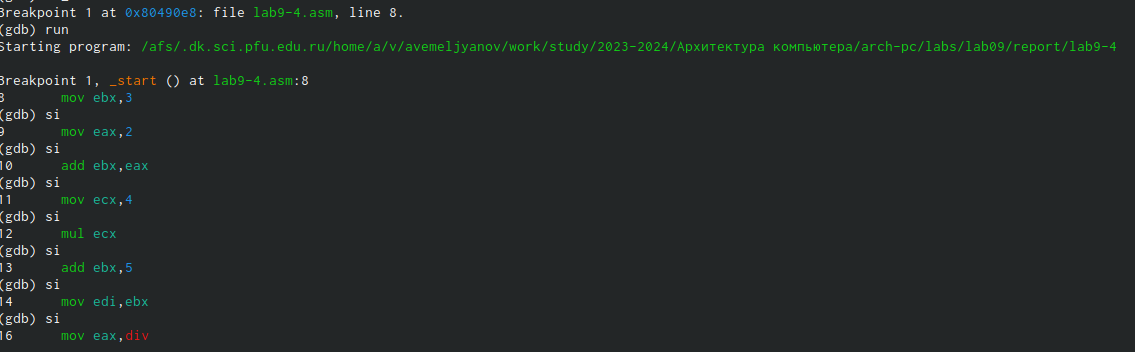 Breakpoint 1 at 0x80490e8: file lab9-4.asm, line 8.
(gdb) run
Starting program: /afs/.dk.sci.pfu.edu.ru/home/a/v/avemeljyanov/work/study/2023-2024/Архитектура компьютера/arch-pc/labs/lab09/report/lab9-4
Breakpoint 1, _start () at lab9-4.asm:8
8 mov ebx,3
(gdb) si
9 mov eax,2
(gdb) si
10 add ebx,eax
(gdb) si
11 mov ecx,4
(gdb) si
12 mul ecx
(gdb) si
13 add ebx,5
(gdb) si
14 mov edi,ebx
(gdb) si
16 mov eax,div